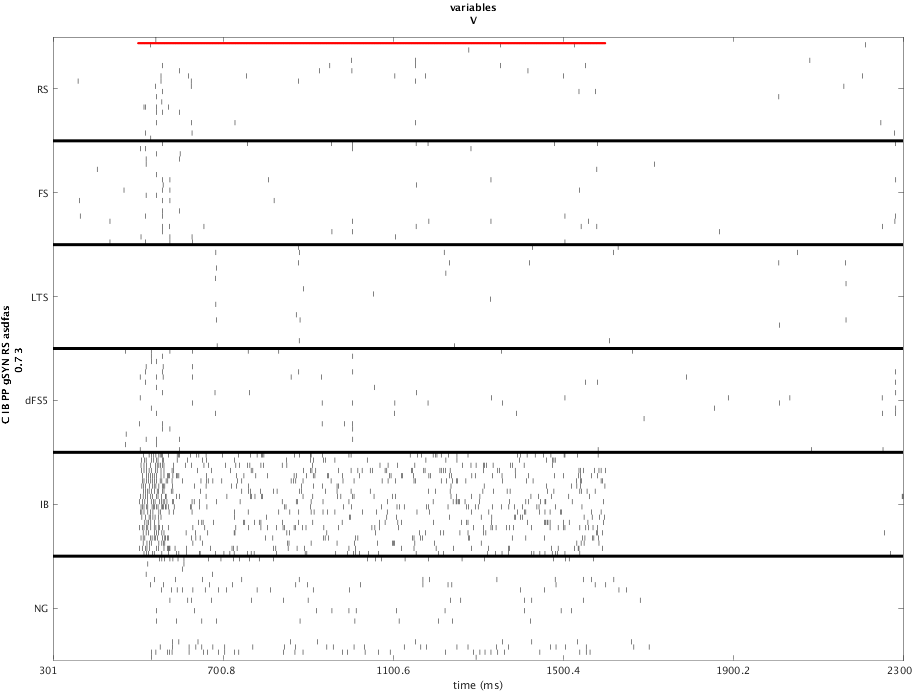 variables
V
RS
FS
LTS
dFS5
IB
NG
C IB PP gSYN RS asdfas
0.7 3
301
700.8
1100.6
1500.4
1900.2
2300
time (ms)